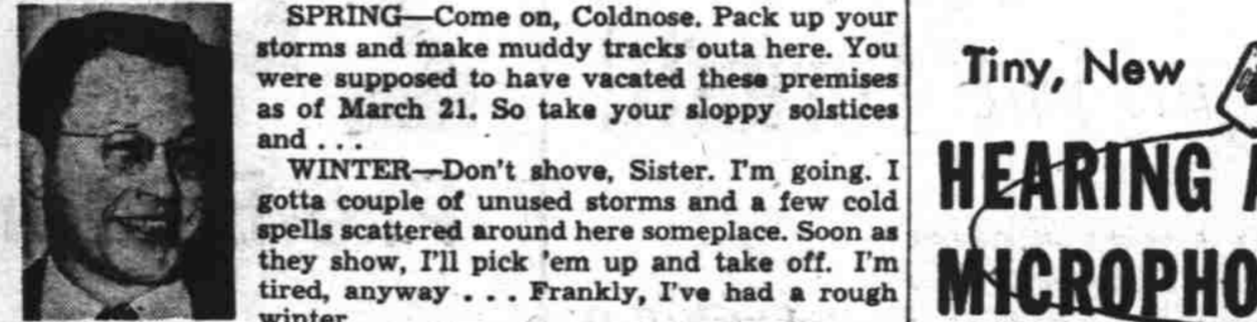 SPRING—Come on, Coldnose. Pack up your
storms and make muddy tracks outa here. You
were supposed to have vacated these premises
as of March 21. So take your sloppy solstices
and . . .
WINTER—Don't shove, Sister. I'm going. I
gotta couple of unused storms and a few cold
spells scattered around here someplace. Soon as
they show, I'll pick 'em up and take off. I'm
tired, anyway . . . Frankly, I've had a rough
winter
Tiny, New
HEARING
MICROPHO